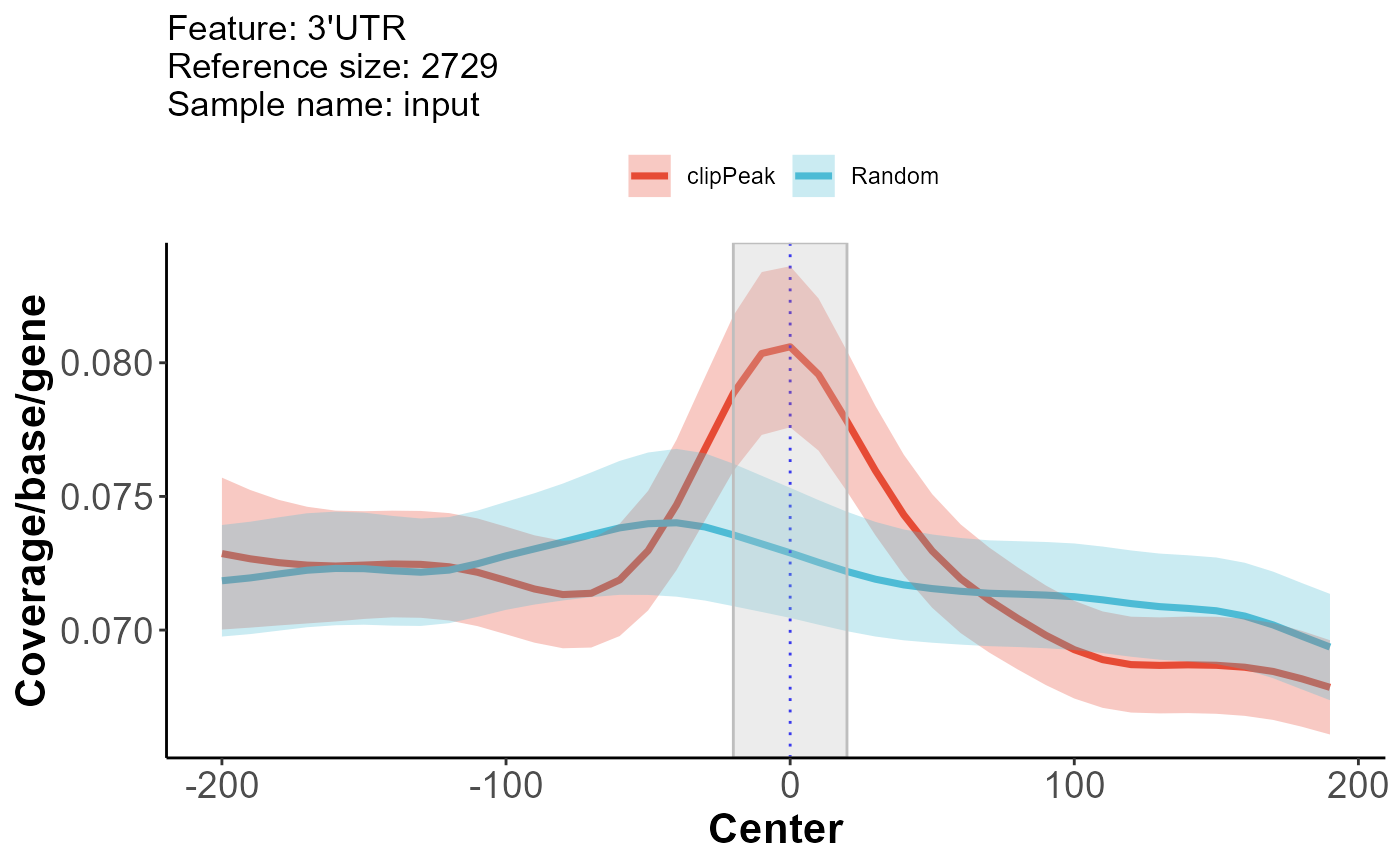 Feature: 3'UTR
Reference size: 2729
Sample name: input
clipPeak
Random
Coverage/base/gene
0.080
0.075
0.070
-200
-100
0
100
200
Center